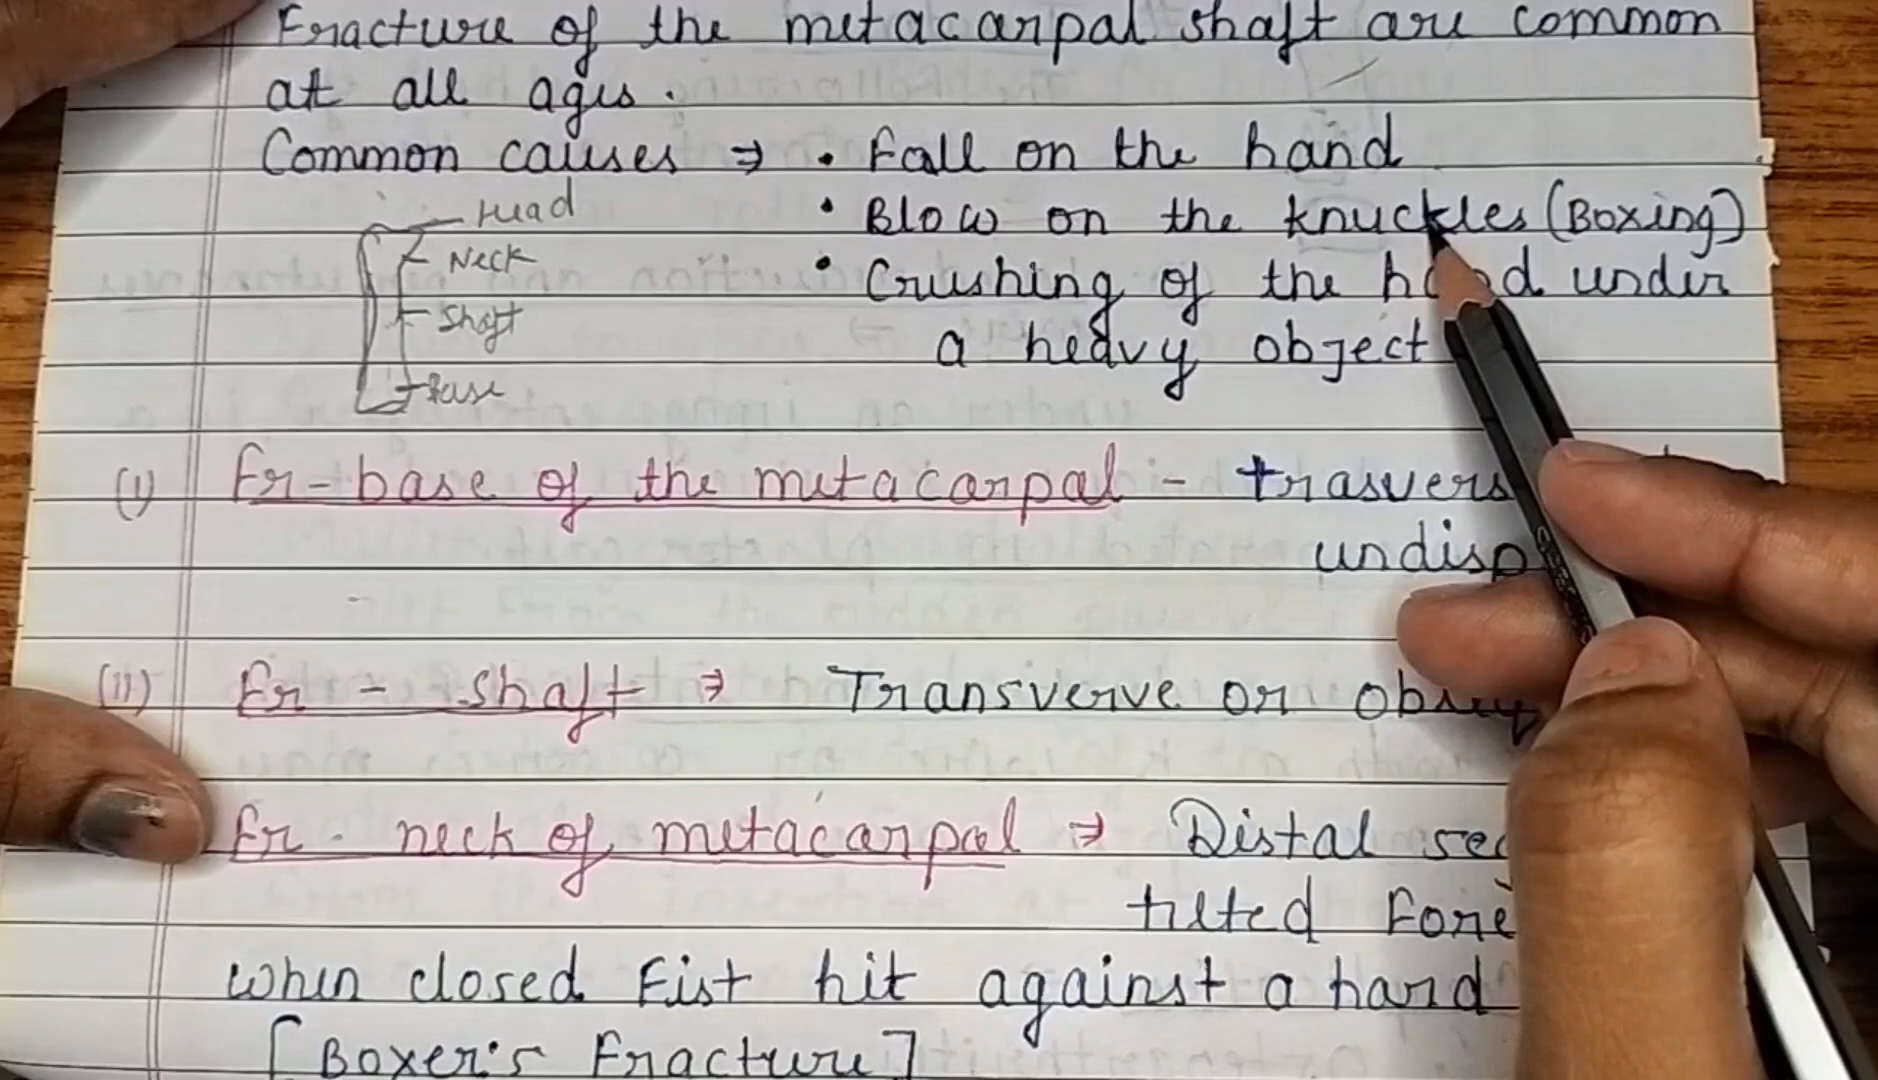 Fracture of the metacarpal shaft are common
at all ages.
Common causes ⇒ • Fall on the hand
Head
• Blow on the knuckles (Boxing)
Neck
• Crushing of the hand under
Shaft
a heavy object
Base
(I) Fr - base of the metacarpal - trasvers
undisp
(II) Fr - shaft ⇒ Transverve or
Fr - neck of metacarpal ⇒ Distal
tilted
when closed Fist hit against a hard
[Boxer's Fracture]